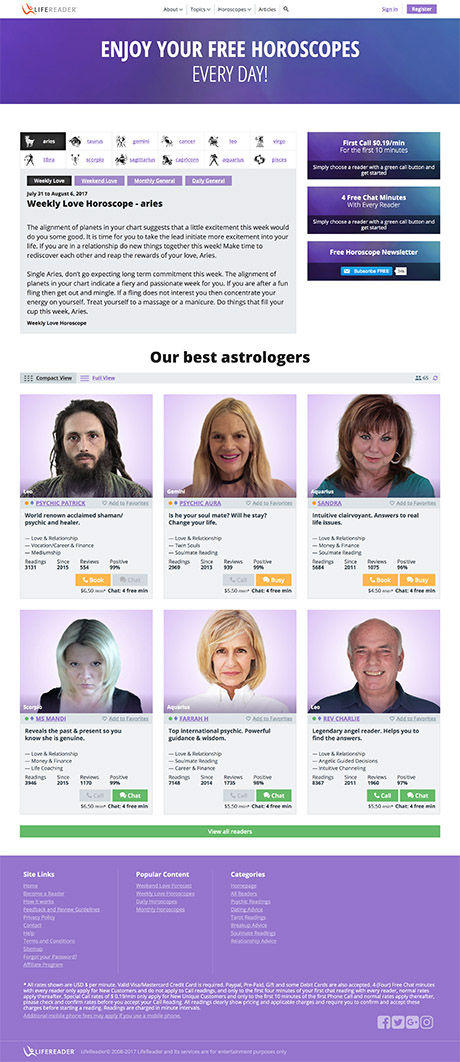 LIFEREADER
About Topics Horoscopes Articles
Sign in Register
ENJOY YOUR FREE HOROSCOPES
EVERY DAY!
aries taurus gemini cancer leo virgo
libra scorpio sagittarius capricorn aquarius pisces
Weekly Love Weekend Love Monthly General Daily General
July 31 to August 6, 2017
Weekly Love Horoscope - aries
The alignment of planets in your chart suggests that a little excitement this week would
do you some good. It is time for you to take the lead initiate more excitement into your
life. If you are in a relationship do new things together this week! Make time to
rediscover each other and reap the rewards of your love, Aries.
Single Aries, don't go expecting long term commitment this week. The alignment of
planets in your chart indicate a fiery and passionate week for you. If you are after a fun
fling then get out and mingle. If a fling does not interest you then concentrate your
energy on yourself. Treat yourself to a massage or a manicure. Do things that fill your
cup this week, Aries.
Weekly Love Horoscope
First Call $0.19/min
For the first 10 minutes
Simply choose a reader with a green call button and
get started
4 Free Chat Minutes
With Every Reader
Simply choose a reader with a green call button and
get started
Free Horoscope Newsletter
Subscribe FREE
Our best astrologers
Compact View Full View 65
Leo
PSYCHIC PATRICK Add to Favorites
World renown acclaimed shaman/
psychic and healer.
— Love & Relationship
— Vocation/Career & Finance
— Mediumship
Readings Since Reviews Positive
3131 2015 554 99%
Book Chat
$6.50 /min* Chat: 4 free min
Gemini
PSYCHIC AURA Add to Favorites
Is he your soul mate? Will he stay?
Change your life.
— Love & Relationship
— Twin Souls
— Soulmate Reading
Readings Since Reviews Positive
2969 2013 939 99%
Call Busy
$5.50 /min* Chat: 4 free min
Aquarius
SANDRA Add to Favorites
Intuitive clairvoyant. Answers to real
life issues.
— Love & Relationship
— Money & Finance
— Soulmate Reading
Readings Since Reviews Positive
5684 2011 1075 96%
Busy Busy
$4.50 /min* Chat: 4 free min
Scorpio
MS MANDI Add to Favorites
Reveals the past & present so you
know she is genuine.
— Love & Relationship
— Money & Finance
— Life Coaching
Readings Since Reviews Positive
3946 2015 1170 99%
Call Chat
$6.50 /min* Chat: 4 free min
Aquarius
FARRAH H Add to Favorites
Top international psychic. Powerful
guidance & wisdom.
— Love & Relationship
— Soulmate Reading
— Career & Finance
Readings Since Reviews Positive
7148 2014 1735 98%
Call Chat
$5.50 /min* Chat: 4 free min
Leo
REV CHARLIE Add to Favorites
Legendary angel reader. Helps you to
find the answers.
— Love & Relationship
— Angelic Guided Decisions
— Intuitive Channeling
Readings Since Reviews Positive
8367 2011 1960 97%
Call Chat
$5.50 /min* Chat: 4 free min
View all readers
Site Links
Home
Become a Reader
How it works
Feedback and Review Guidelines
Privacy Policy
Contact
Help
Terms and Conditions
Sitemap
Forgot your Password?
Affiliate Program
Popular Content
Weekend Love Forecast
Weekly Love Horoscopes
Daily Horoscopes
Monthly Horoscopes
Categories
Homepage
All Readers
Psychic Readings
Dating Advice
Tarot Readings
Breakup Advice
Soulmate Readings
Relationship Advice
* All rates shown are USD $ per minute. Valid Visa/Mastercard Credit Card is required. Paypal, Pre-Paid, Gift and some Debit Cards are also accepted. 4 (Four) Free Chat minutes
with every reader only apply for New Customers and do not apply to Call readings, and only to the first four minutes of your first chat reading with every reader, normal rates
apply thereafter. Special Call rates of $ 0.19/min only apply for New Unique Customers and only to the first 10 minutes of the first Phone Call and normal rates apply thereafter,
please check and confirm rates before you accept your Call Reading. All readings clearly show pricing and applicable charges and require you to confirm and accept these
charges before starting a reading. Readings are charged in minute intervals.
Additional mobile phone fees may apply if you use a mobile phone.
LIFEREADER LifeReader© 2008-2017 LifeReader and its services are for entertainment purposes only